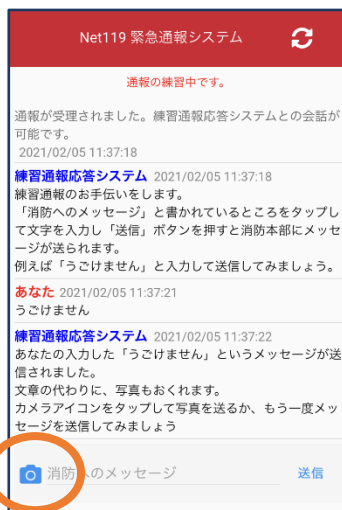 Net119 緊急通報システム
通報の練習中です。
通報が受理されました。練習通報応答システムとの会話が
可能です。
2021/02/05 11:37:18
練習通報応答システム 2021/02/05 11:37:18
練習通報のお手伝いをします。
「消防へのメッセージ」と書かれているところをタップし
て文字を入力し「送信」ボタンを押すと消防本部にメッセ
ージが送られます。
例えば「うごけません」と入力して送信してみましょう。
あなた 2021/02/05 11:37:21
うごけません
練習通報応答システム 2021/02/05 11:37:22
あなたの入力した「うごけません」というメッセージが送
信されました。
文章の代わりに、写真もおくれます。
カメラアイコンをタップして写真を送るか、もう一度メッ
セージを送信してみましょう
消防へのメッセージ 送信